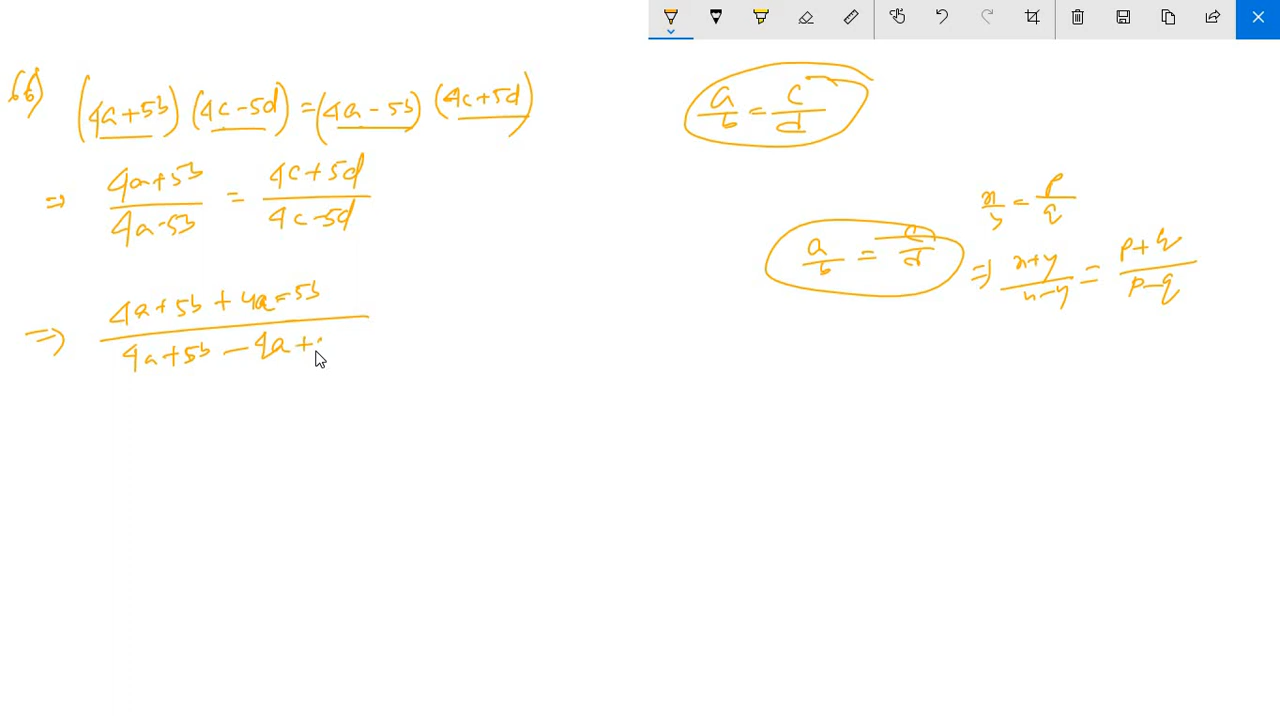 66) (4a+5b) (4c-5d) = (4a-5b) (4c+5d)
⇒ 4a+5b / 4a-5b = 4c+5d / 4c-5d
⇒ 4a+5b+4a=5b / 4a+5b-4a+
a/b = c/d
x/y = p/q
a/b = c/d ⇒ x+y / x-y = p+q / p-q